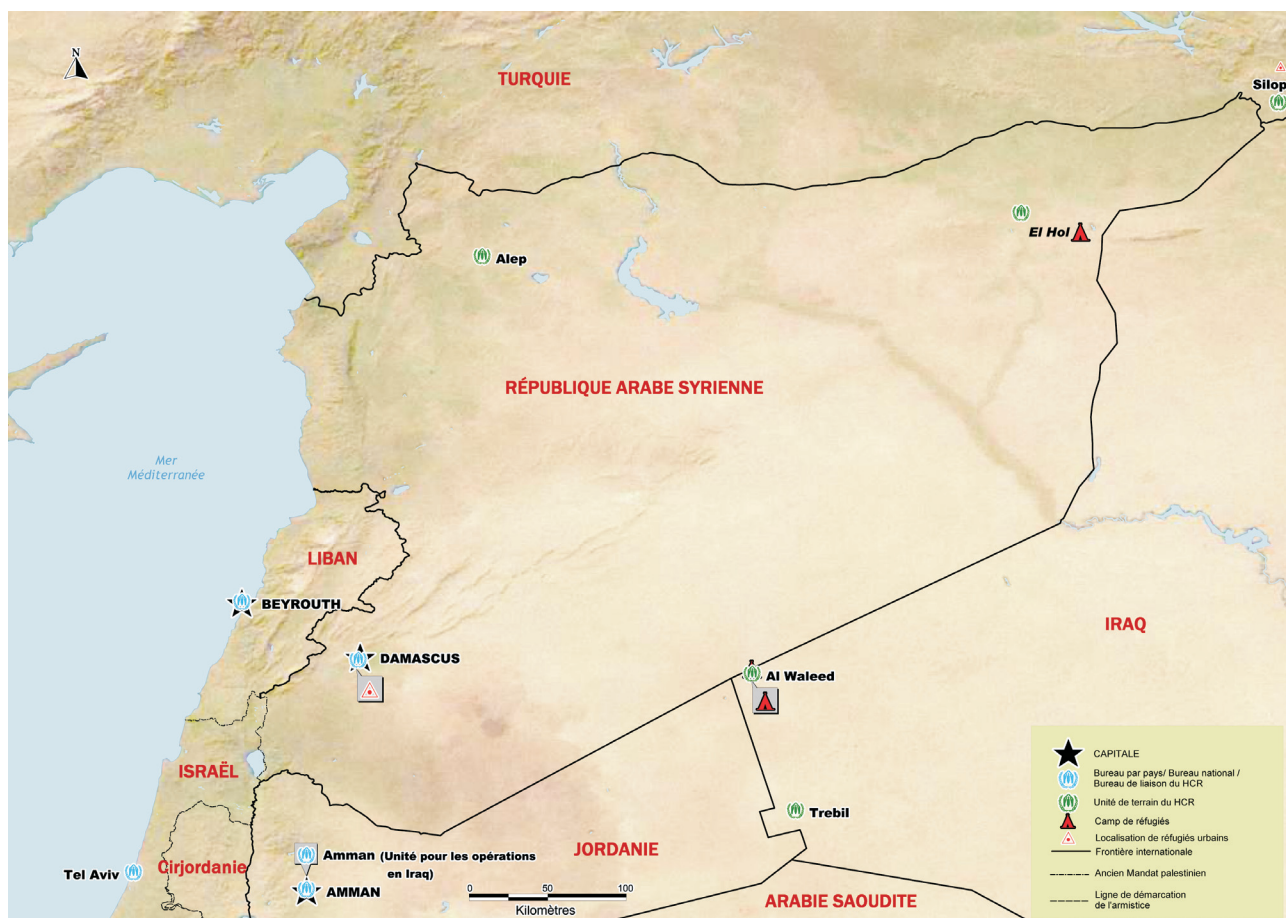 N
TURQUIE
Silop
El Hol
Alep
RÉPUBLIQUE ARABE SYRIENNE
Mer
Méditerranée
LIBAN
BEYROUTH
IRAQ
DAMASCUS
Al Waleed
ISRAËL
Trebil
Cirjordanie
Tel Aviv
Amman (Unité pour les opérations
en Iraq)
AMMAN
JORDANIE
ARABIE SAOUDITE
0 50 100
Kilomètres
CAPITALE
Bureau par pays/ Bureau national /
Bureau de liaison du HCR
Unité de terrain du HCR
Camp de réfugiés
Localisation de réfugiés urbains
Frontière internationale
Ancien Mandat palestinien
Ligne de démarcation
de l'armistice